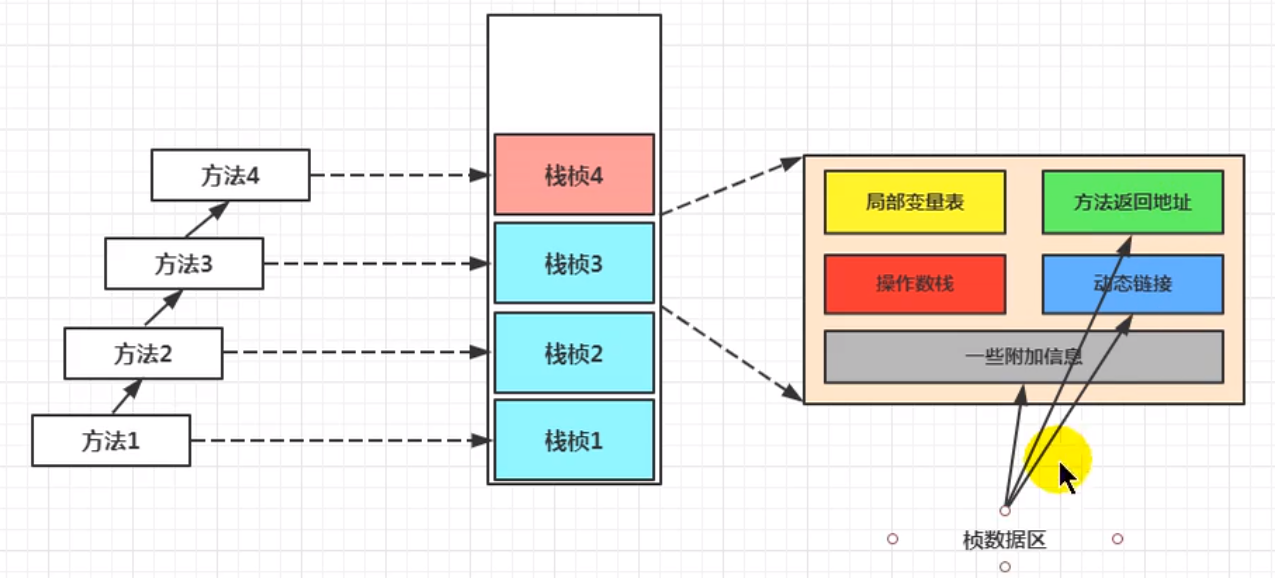 方法4
方法3
方法2
方法1
栈桢4
栈桢3
栈桢2
栈桢1
局部变量表
方法返回地址
操作数栈
动态链接
一些附加信息
桢数据区